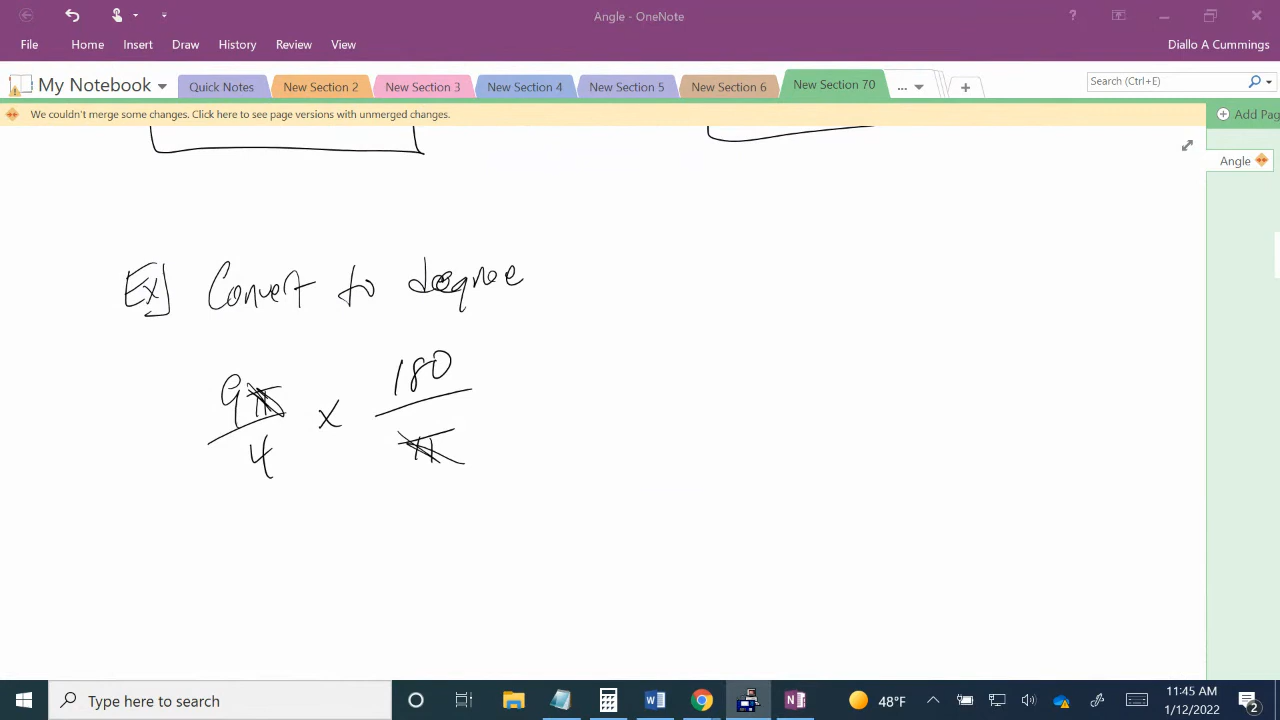 Angle - OneNote
File Home Insert Draw History Review View
Diallo A Cummings
My Notebook Quick Notes New Section 2 New Section 3 New Section 4 New Section 5 New Section 6 New Section 70 ... Search (Ctrl+E)
We couldn't merge some changes. Click here to see page versions with unmerged changes.
Add Pag
Angle
Ex] Convert to degree
9π/4 x 180/π
Type here to search
48°F
11:45 AM
1/12/2022
2